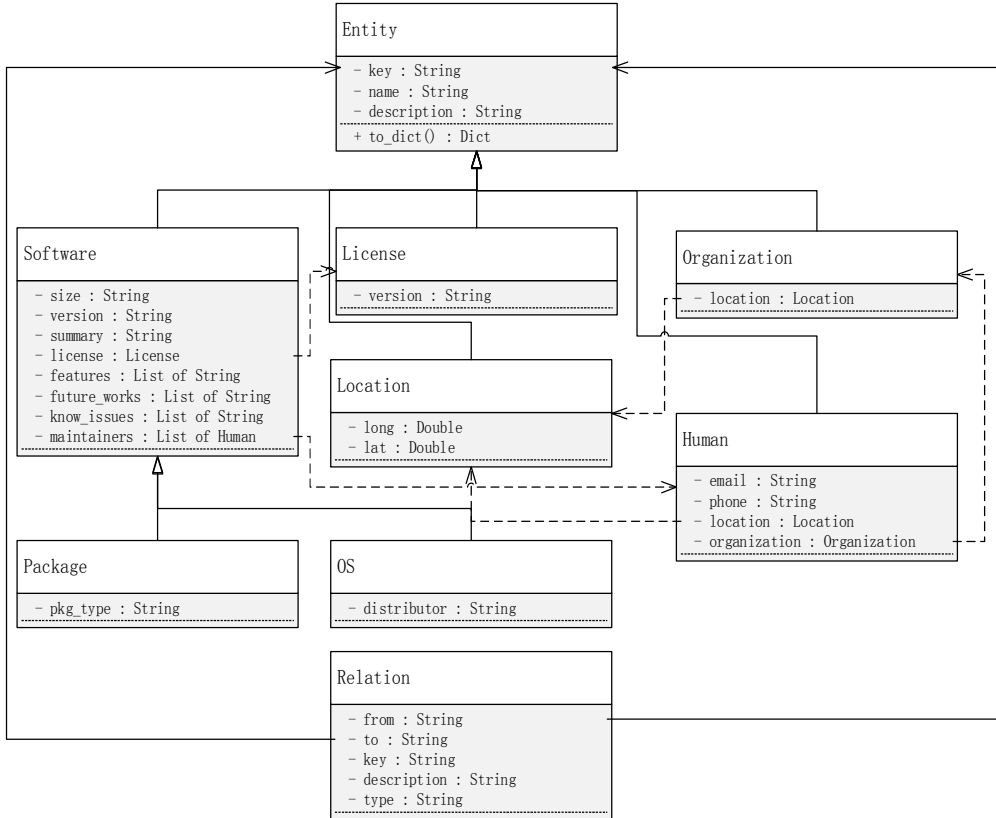 Entity
- key : String
- name : String
- description : String
+ to_dict() : Dict
Software
- size : String
- version : String
- summary : String
- license : License
- features : List of String
- future_works : List of String
- know_issues : List of String
- maintainers : List of Human
License
- version : String
Organization
- location : Location
Location
- long : Double
- lat : Double
Human
- email : String
- phone : String
- location : Location
- organization : Organization
Package
- pkg_type : String
OS
- distributor : String
Relation
- from : String
- to : String
- key : String
- description : String
- type : String